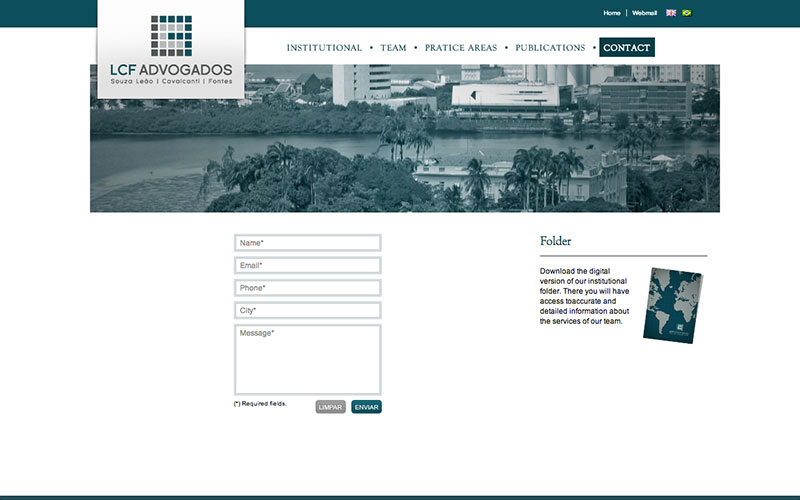 Home | Webmail
LCF ADVOGADOS
Souza Leão | Cavalcanti | Fontes
INSTITUTIONAL • TEAM • PRATICE AREAS • PUBLICATIONS • CONTACT
Name*
Email*
Phone*
City*
Message*
(*) Required fields.
LIMPAR
ENVIAR
Folder
Download the digital
version of our institutional
folder. There you will have
access toaccurate and
detailed information about
the services of our team.